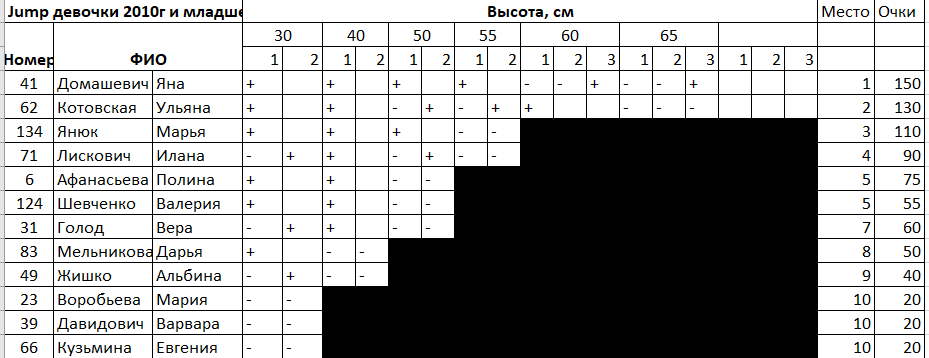 Jump девочки 2010г и младше Высота, см Место Очки
30 40 50 55 60 65
Номер ФИО 1 2 1 2 1 2 1 2 1 2 3 1 2 3 1 2 3
41 Домашевич Яна + + + + - - + - - + 1 150
62 Котовская Ульяна + + - + - + + - - - 2 130
134 Янюк Марья + + + - - 3 110
71 Лискович Илана - + + - + - - 4 90
6 Афанасьева Полина + + - - 5 75
124 Шевченко Валерия + + - - 5 55
31 Голод Вера - + + - - 7 60
83 Мельникова Дарья + - - 8 50
49 Жишко Альбина - + - - 9 40
23 Воробьева Мария - - 10 20
39 Давидович Варвара - - 10 20
66 Кузьмина Евгения - - 10 20